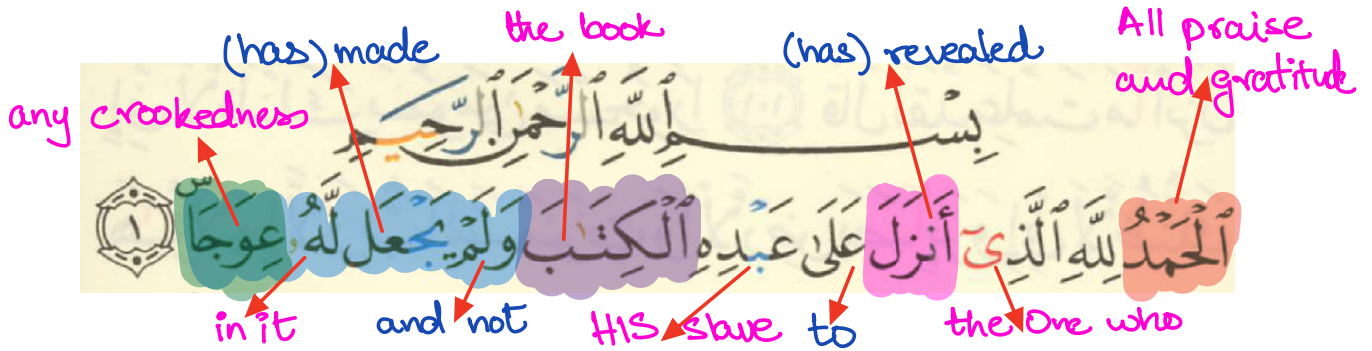 the book
(has) made
(has) revealed
All praise and gratitude
any crookedness
بِسْمِ ٱللَّهِ ٱلرَّحْمَٰنِ ٱلرَّحِيمِ
ٱلْحَمْدُ لِلَّهِ ٱلَّذِىٓ أَنزَلَ عَلَىٰ عَبْدِهِ ٱلْكِتَٰبَ وَلَمْ يَجْعَل لَّهُۥ عِوَجَاۜ ١
in it
and not
HIS slave
to
the One who